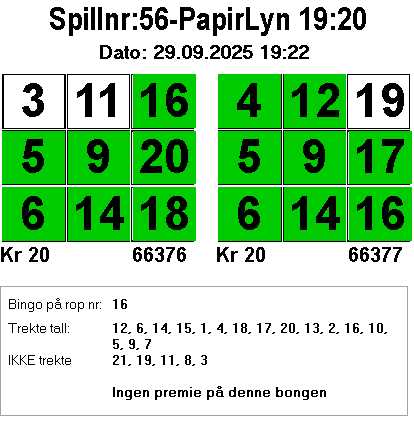 Spillnr:56-PapirLyn 19:20
Dato: 29.09.2025 19:22
3 11 16 4 12 19
5 9 20 5 9 17
6 14 18 6 14 16
Kr 20 66376 Kr 20 66377
Bingo på rop nr: 16
Trekte tall: 12, 6, 14, 15, 1, 4, 18, 17, 20, 13, 2, 16, 10,
5, 9, 7
IKKE trekte 21, 19, 11, 8, 3
Ingen premie på denne bongen